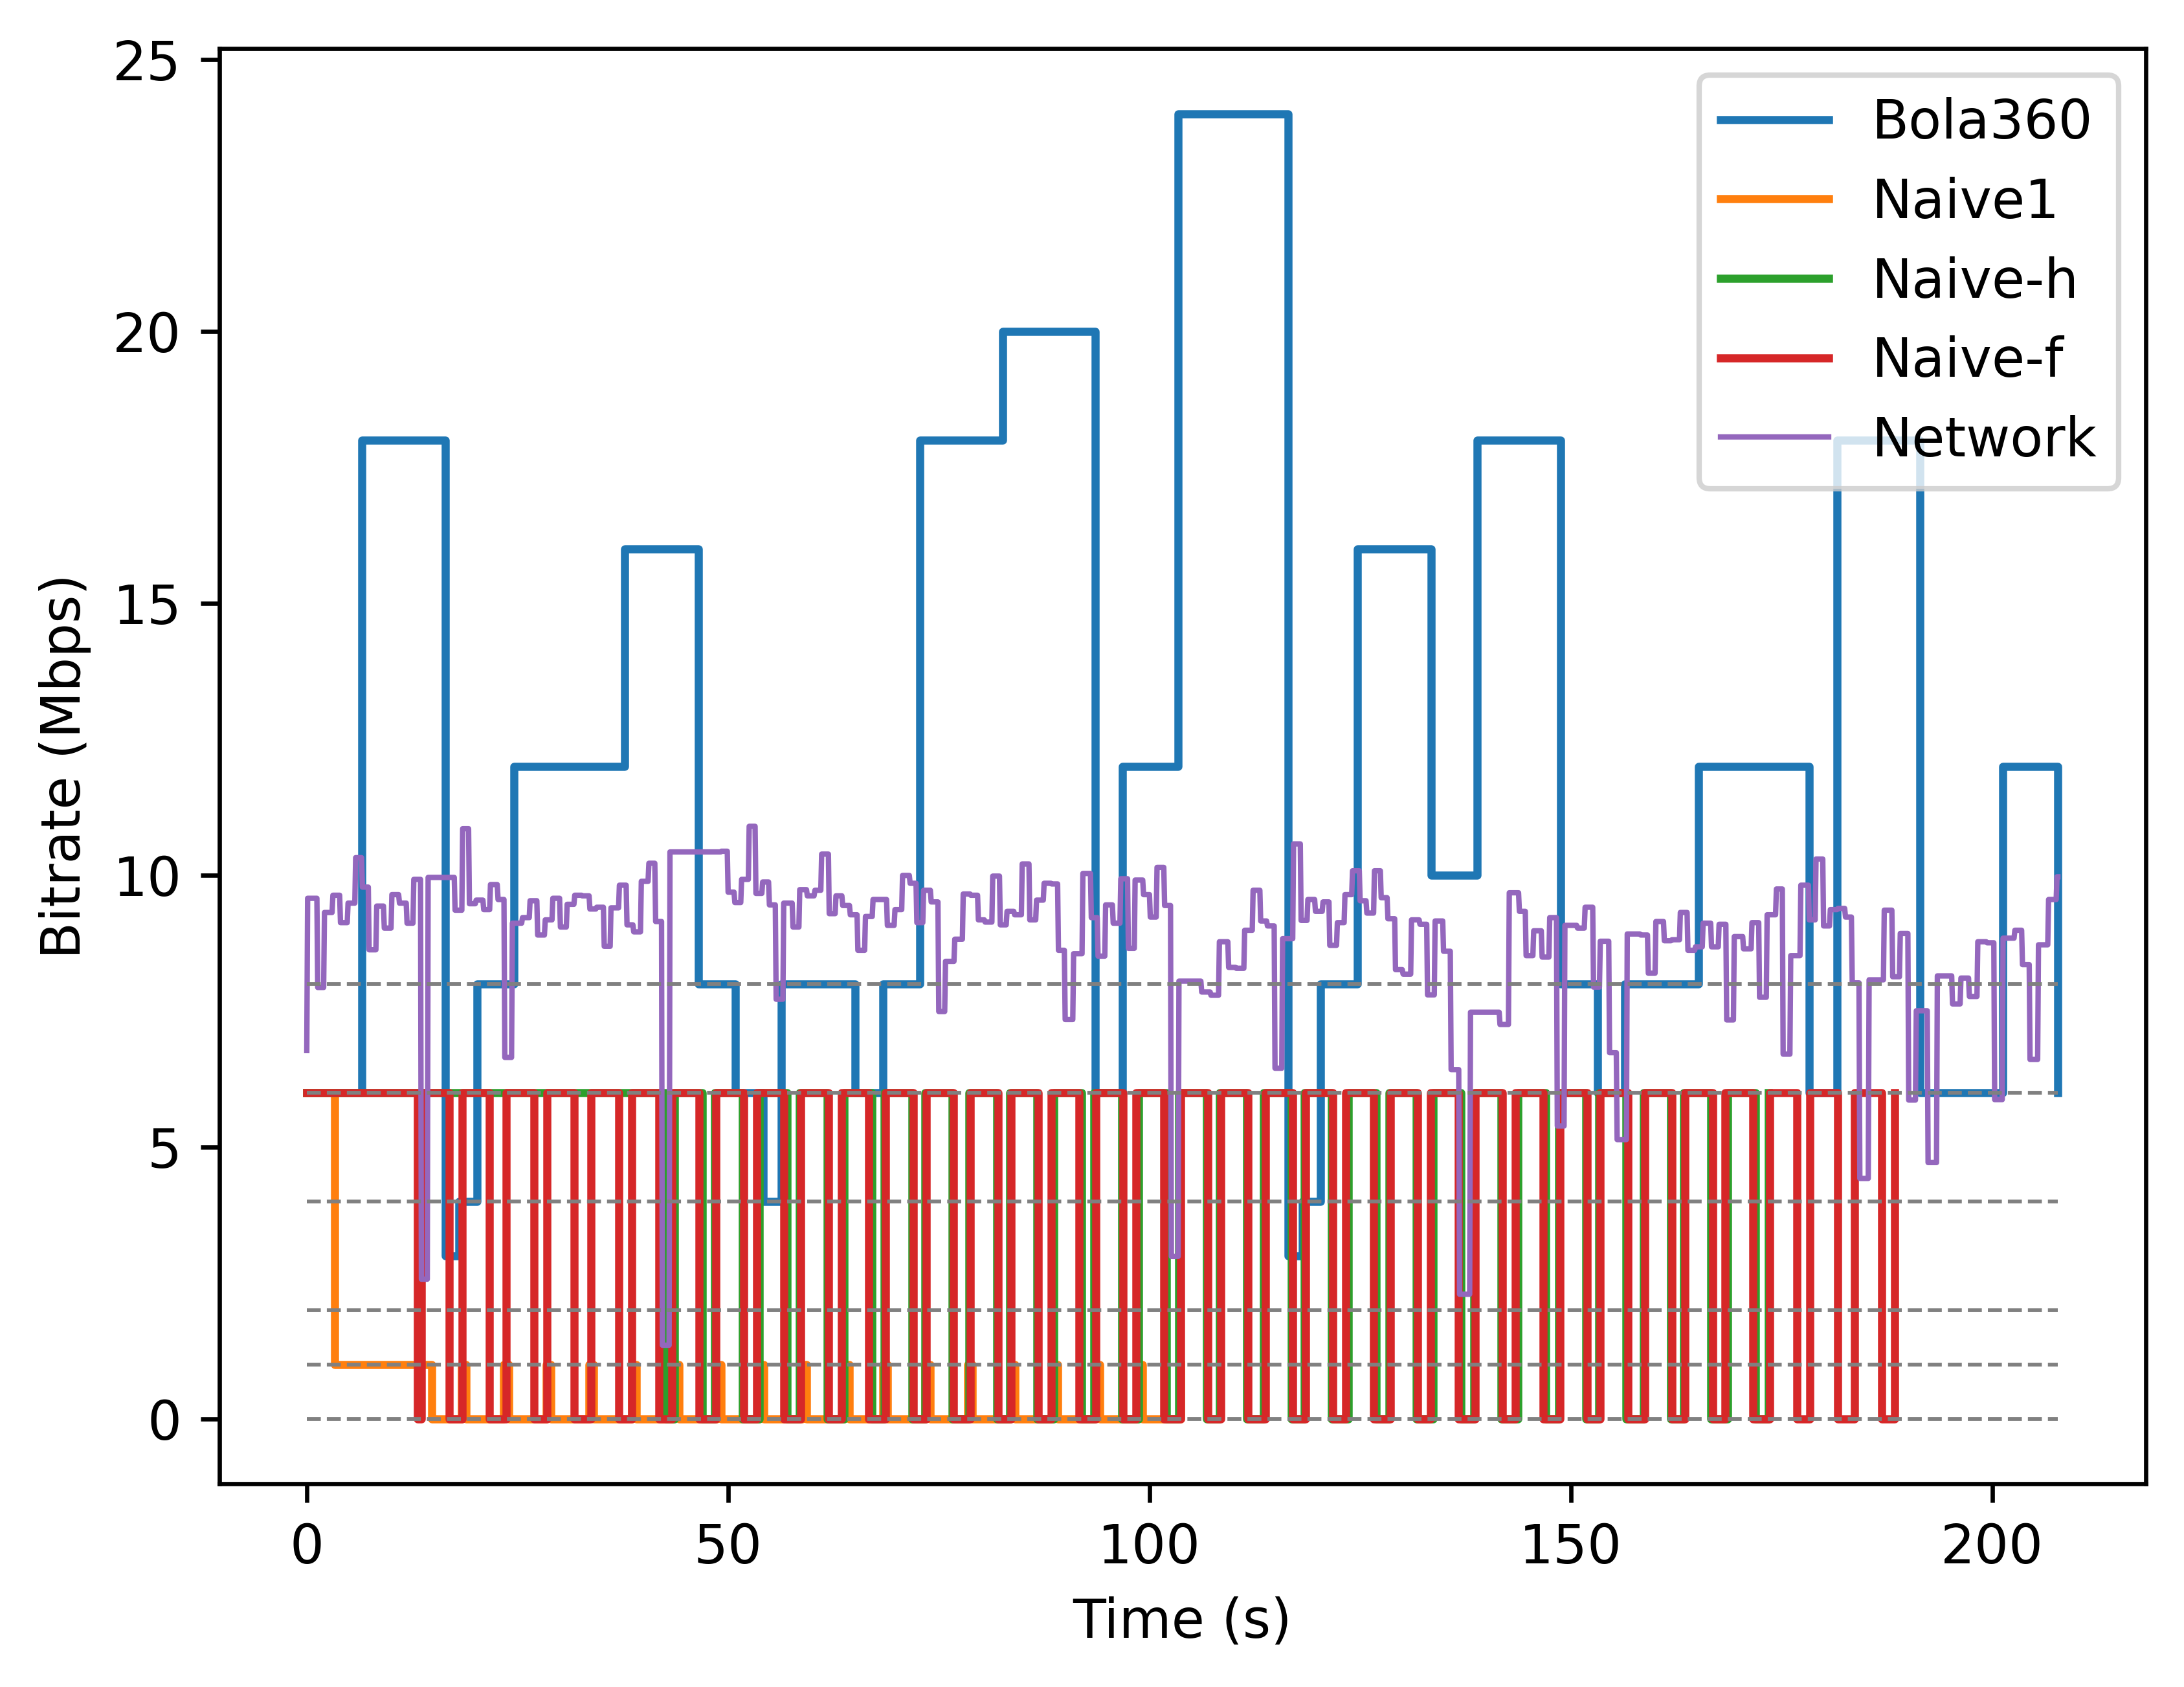 25
20
15
10
5
0
Bitrate (Mbps)
Bola360
Naive1
Naive-h
Naive-f
Network
0 50 100 150 200
Time (s)